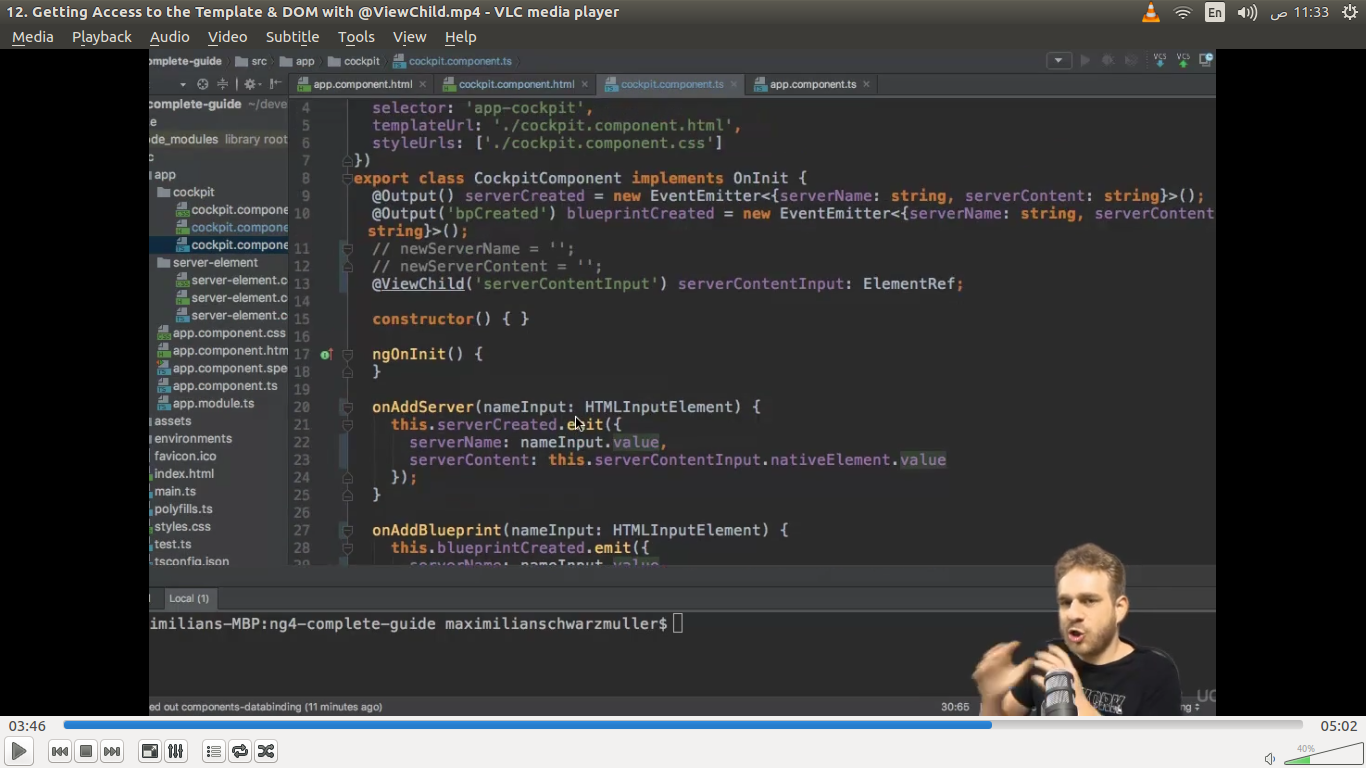 12. Getting Access to the Template & DOM with @ViewChild.mp4 - VLC media player
En
11:33 ص
Media Playback Audio Video Subtitle Tools View Help
omplete-guide src app cockpit cockpit.component.ts
VCS VCS
app.component.html cockpit.component.html cockpit.component.ts app.component.ts
complete-guide ~/deve
e
ode_modules library root
c
app
cockpit
cockpit.compone
cockpit.compone
cockpit.compone
server-element
server-element.c
server-element.c
server-element.c
app.component.css
app.component.htm
app.component.spe
app.component.ts
app.module.ts
assets
environments
favicon.ico
index.html
main.ts
polyfills.ts
styles.css
test.ts
tsconfig.json
4 selector: 'app-cockpit',
5 templateUrl: './cockpit.component.html',
6 styleUrls: ['./cockpit.component.css']
7 })
8 export class CockpitComponent implements OnInit {
9 @Output() serverCreated = new EventEmitter<{serverName: string, serverContent: string}>();
10 @Output('bpCreated') blueprintCreated = new EventEmitter<{serverName: string, serverContent
string}>();
11 // newServerName = '';
12 // newServerContent = '';
13 @ViewChild('serverContentInput') serverContentInput: ElementRef;
14
15 constructor() { }
16
17 ngOnInit() {
18 }
19
20 onAddServer(nameInput: HTMLInputElement) {
21 this.serverCreated.emit({
22 serverName: nameInput.value,
23 serverContent: this.serverContentInput.nativeElement.value
24 });
25 }
26
27 onAddBlueprint(nameInput: HTMLInputElement) {
28 this.blueprintCreated.emit({
29 serverName: nameInput.value
Local (1)
imilians-MBP:ng4-complete-guide maximilianschwarzmuller$
ed out components-databinding (11 minutes ago)
30:65
03:46
05:02
40%